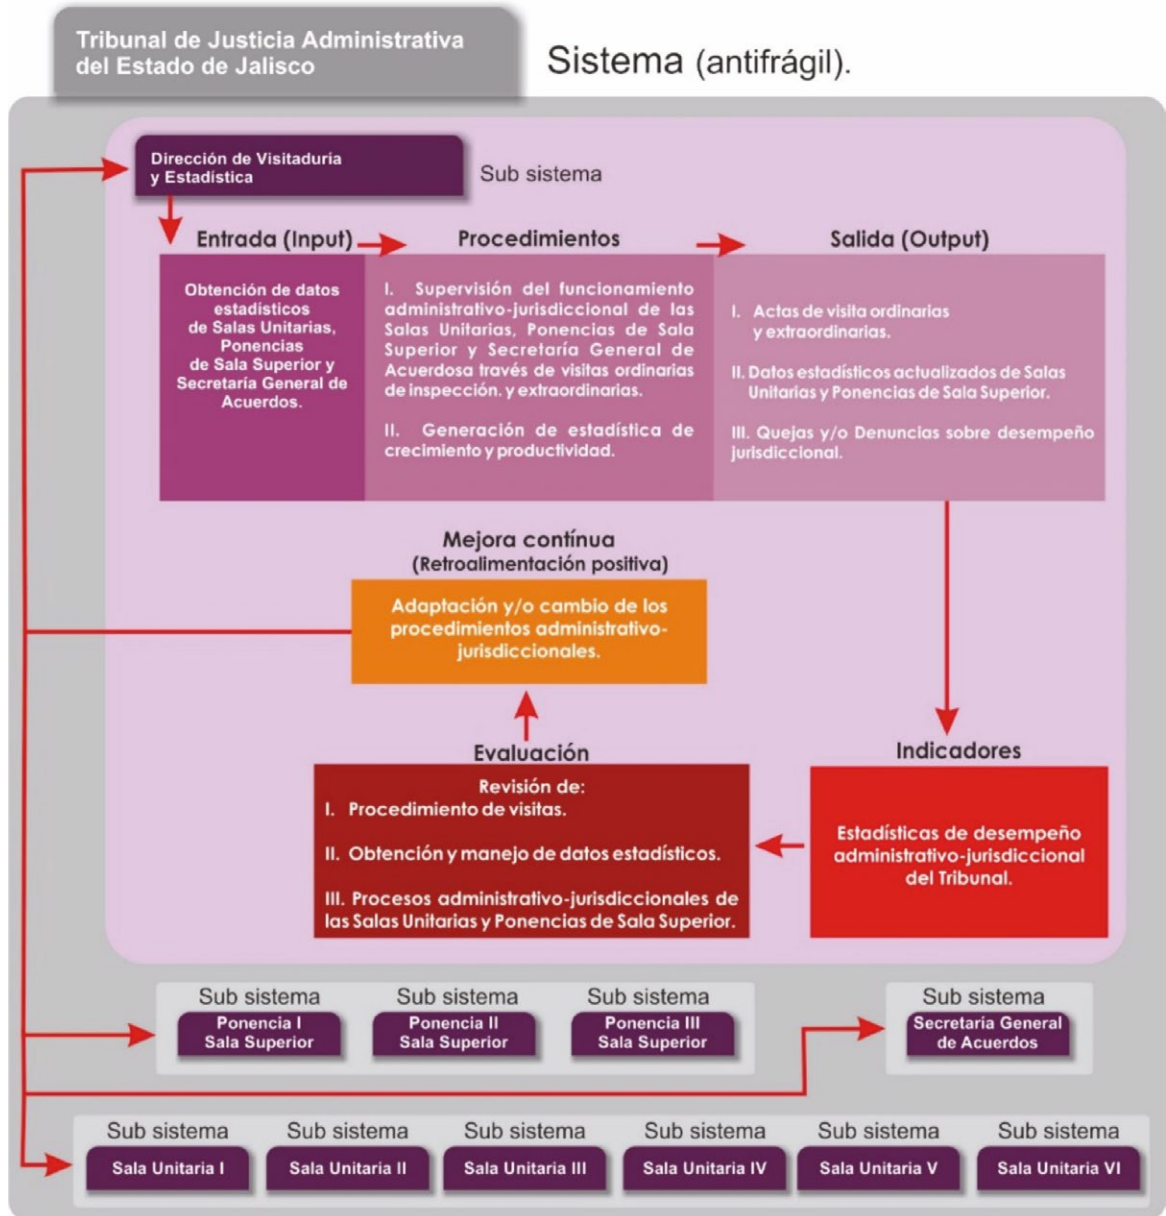 Tribunal de Justicia Administrativa
del Estado de Jalisco
Sistema (antifrágil).
Dirección de Visitaduría
y Estadística
Sub sistema
Entrada (Input)
Procedimientos
Salida (Output)
Obtención de datos
estadísticos
de Salas Unitarias,
Ponencias
de Sala Superior y
Secretaría General de
Acuerdos.
I. Supervisión del funcionamiento
administrativo-jurisdiccional de las
Salas Unitarias, Ponencias de Sala
Superior y Secretaría General de
Acuerdosa través de visitas ordinarias
de inspección. y extraordinarias.
II. Generación de estadística de
crecimiento y productividad.
I. Actas de visita ordinarias
y extraordinarias.
II. Datos estadísticos actualizados de Salas
Unitarias y Ponencias de Sala Superior.
III. Quejas y/o Denuncias sobre desempeño
jurisdiccional.
Mejora contínua
(Retroalimentación positiva)
Adaptación y/o cambio de los
procedimientos administrativo-
jurisdiccionales.
Evaluación
Revisión de:
I. Procedimiento de visitas.
II. Obtención y manejo de datos estadísticos.
III. Procesos administrativo-jurisdiccionales de
las Salas Unitarias y Ponencias de Sala Superior.
Indicadores
Estadísticas de desempeño
administrativo-jurisdiccional
del Tribunal.
Sub sistema
Ponencia I
Sala Superior
Sub sistema
Ponencia II
Sala Superior
Sub sistema
Ponencia III
Sala Superior
Sub sistema
Secretaría General
de Acuerdos
Sub sistema
Sala Unitaria I
Sub sistema
Sala Unitaria II
Sub sistema
Sala Unitaria III
Sub sistema
Sala Unitaria IV
Sub sistema
Sala Unitaria V
Sub sistema
Sala Unitaria VI